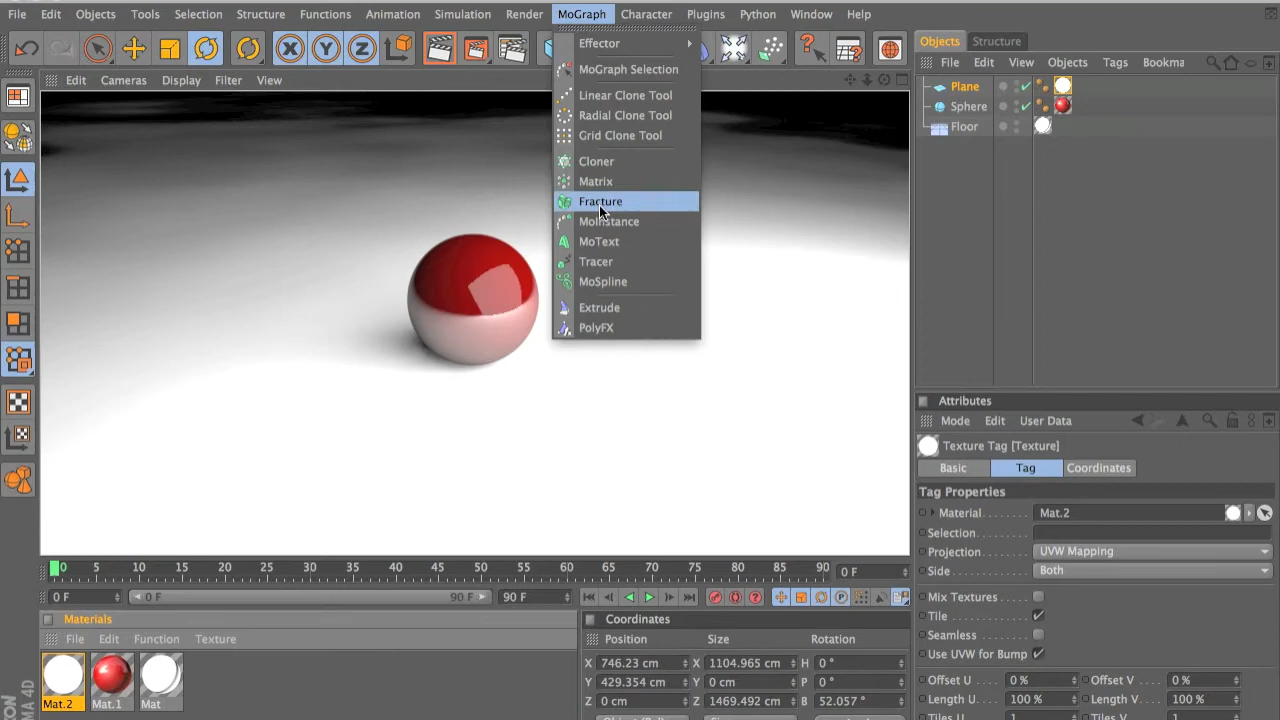 File Edit Objects Tools Selection Structure Functions Animation Simulation Render MoGraph Character Plugins Python Window Help
X Y Z
Edit Cameras Display Filter View
Effector
MoGraph Selection
Linear Clone Tool
Radial Clone Tool
Grid Clone Tool
Cloner
Matrix
Fracture
MoInstance
MoText
Tracer
MoSpline
Extrude
PolyFX
Objects Structure
File Edit View Objects Tags Bookma
Plane
Sphere
Floor
Attributes
Mode Edit User Data
Texture Tag [Texture]
Basic Tag Coordinates
Tag Properties
Material Mat.2
Selection
Projection UVW Mapping
Side Both
Mix Textures
Tile
Seamless
Use UVW for Bump
Offset U 0 % Offset V 0 %
Length U 100 % Length V 100 %
Tiles U 1 Tiles V 1
0 5 10 15 20 25 30 35 40 45 50 55 60 65 70 75 80 85 90 0 F
0 F 0 F 90 F 90 F
Materials
File Edit Function Texture
Mat.2 Mat.1 Mat
Coordinates
Position Size Rotation
X 746.23 cm X 1104.965 cm H 0 °
Y 429.354 cm Y 0 cm P 0 °
Z 0 cm Z 1469.492 cm B 52.057 °